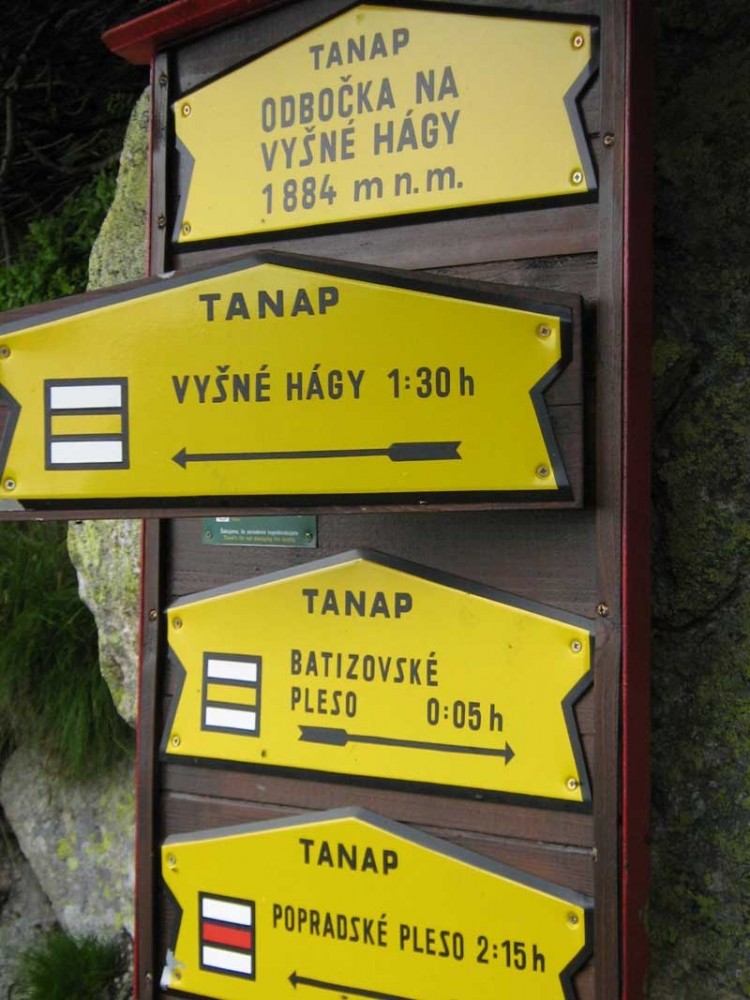 TANAP
ODBOČKA NA
VYŠNÉ HÁGY
1884 m n.m.
TANAP
VYŠNÉ HÁGY 1:30 h
TANAP
BATIZOVSKÉ
PLESO 0:05 h
TANAP
POPRADSKÉ PLESO 2:15 h